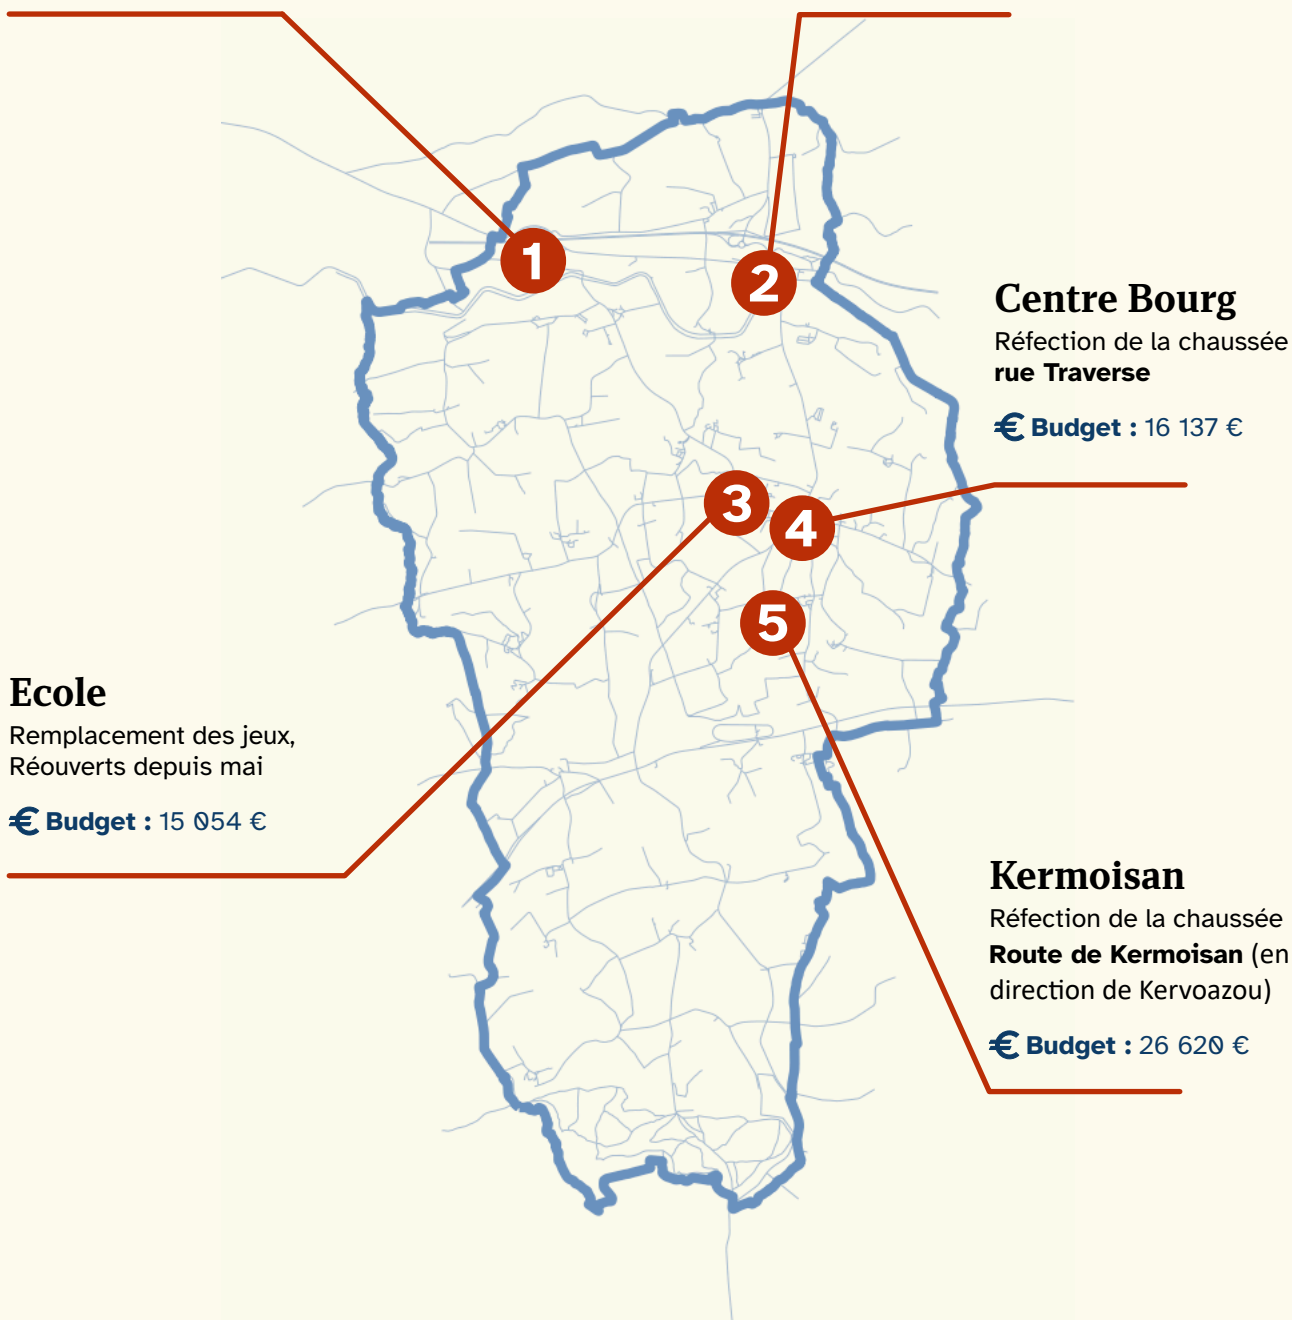 1
2
Centre Bourg
Réfection de la chaussée
rue Traverse
€ Budget : 16 137 €
3
4
5
Ecole
Remplacement des jeux,
Réouverts depuis mai
€ Budget : 15 054 €
Kermoisan
Réfection de la chaussée
Route de Kermoisan (en
direction de Kervoazou)
€ Budget : 26 620 €